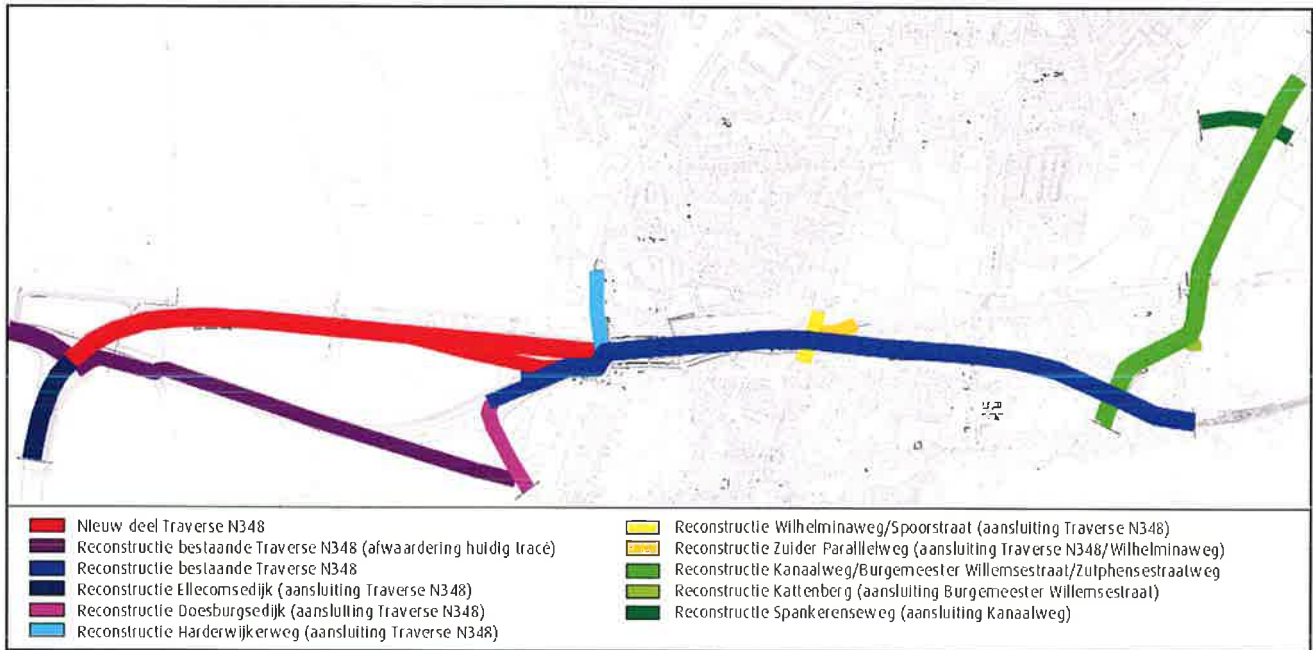 Nieuw deel Traverse N348
Reconstructie bestaande Traverse N348 (afwaardering huidig tracé)
Reconstructie bestaande Traverse N348
Reconstructie Ellecomsedijk (aansluiting Traverse N348)
Reconstructie Doesburgsedijk (aansluiting Traverse N348)
Reconstructie Harderwijkerweg (aansluiting Traverse N348)
Reconstructie Wilhelminaweg/Spoorstraat (aansluiting Traverse N348)
Reconstructie Zuider Parallelweg (aansluiting Traverse N348/Wilhelminaweg)
Reconstructie Kanaalweg/Burgemeester Willemsestraat/Zutphensestraatweg
Reconstructie Kattenberg (aansluiting Burgemeester Willemsestraat)
Reconstructie Spankerenseweg (aansluiting Kanaalweg)